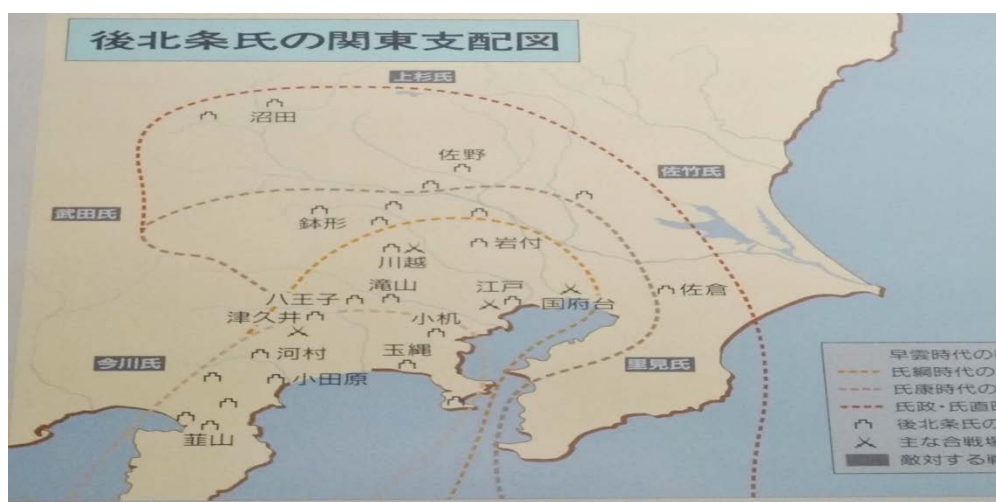 後北条氏の関東支配図
上杉氏
沼田
佐野
佐竹氏
武田氏
鉢形
岩付
川越
滝山
江戸
八王子
国府台
佐倉
津久井
小机
今川氏
河村
玉縄
里見氏
小田原
韮山
早雲時代の
氏綱時代の
氏康時代の
氏政・氏直時
後北条氏の
主な合戦場
敵対する戦